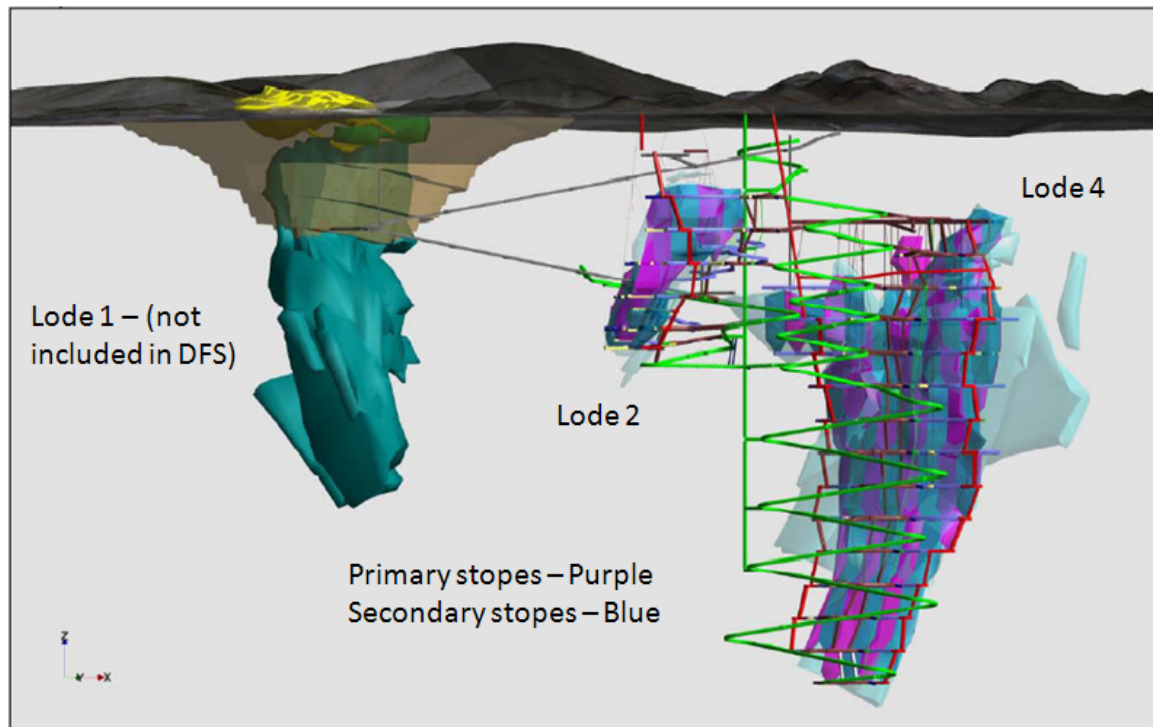 Lode 4
Lode 1 – (not
included in DFS)
Lode 2
Primary stopes – Purple
Secondary stopes – Blue
Z
Y
X